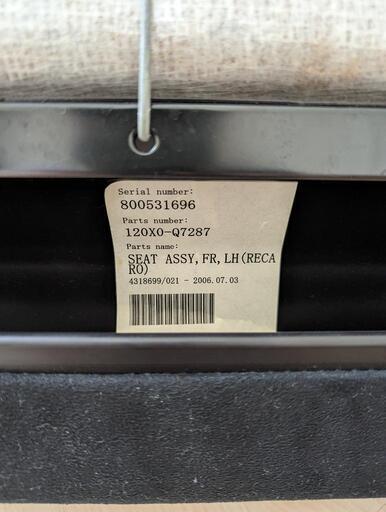 Serial number:
800531696
Parts number:
120X0-Q7287
Parts name:
SEAT ASSY,FR,LH(RECA
RO)
4318699/021 - 2006.07.03